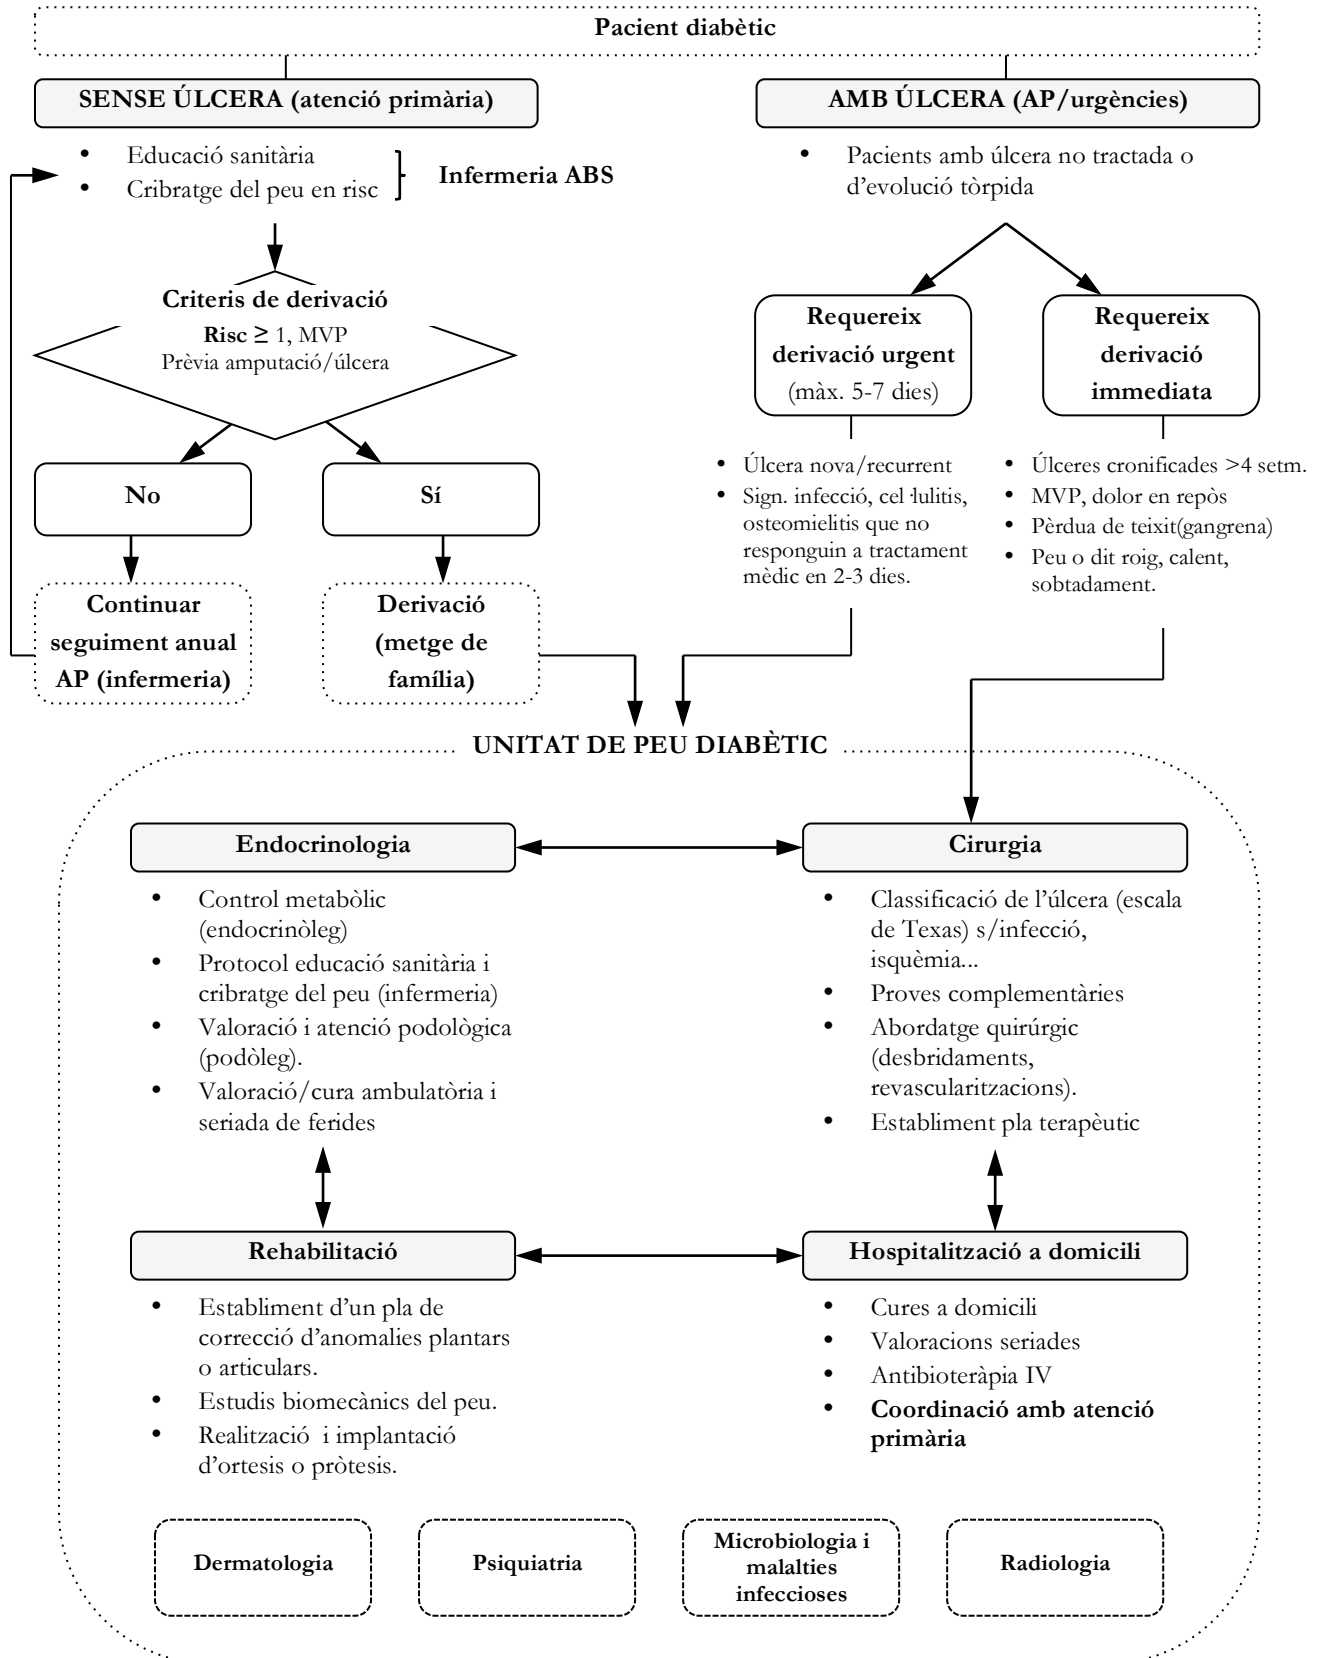 Pacient diabètic
SENSE ÚLCERA (atenció primària)
• Educació sanitària
• Cribratge del peu en risc
Infermeria ABS
Criteris de derivació
Risc ≥ 1, MVP
Prèvia amputació/úlcera
No
Sí
Continuar
seguiment anual
AP (infermeria)
Derivació
(metge de
família)
AMB ÚLCERA (AP/urgències)
• Pacients amb úlcera no tractada o
d’evolució tòrpida
Requereix
derivació urgent
(màx. 5-7 dies)
• Úlcera nova/recurrent
• Sign. infecció, cel·lulitis,
osteomielitis que no
responguin a tractament
mèdic en 2-3 dies.
Requereix
derivació
immediata
• Úlceres cronificades >4 setm.
• MVP, dolor en repòs
• Pèrdua de teixit(gangrena)
• Peu o dit roig, calent,
sobtadament.
UNITAT DE PEU DIABÈTIC
Endocrinologia
• Control metabòlic
(endocrinòleg)
• Protocol educació sanitària i
cribratge del peu (infermeria)
• Valoració i atenció podològica
(podòleg).
• Valoració/cura ambulatòria i
seriada de ferides
Cirurgia
• Classificació de l’úlcera (escala
de Texas) s/infecció,
isquèmia...
• Proves complementàries
• Abordatge quirúrgic
(desbridaments,
revascularitzacions).
• Establiment pla terapèutic
Rehabilitació
• Establiment d’un pla de
correcció d’anomalies plantars
o articulars.
• Estudis biomecànics del peu.
• Realització i implantació
d’ortesis o pròtesis.
Hospitalització a domicili
• Cures a domicili
• Valoracions seriades
• Antibioteràpia IV
• Coordinació amb atenció
primària
Dermatologia
Psiquiatria
Microbiologia i
malalties
infeccioses
Radiologia